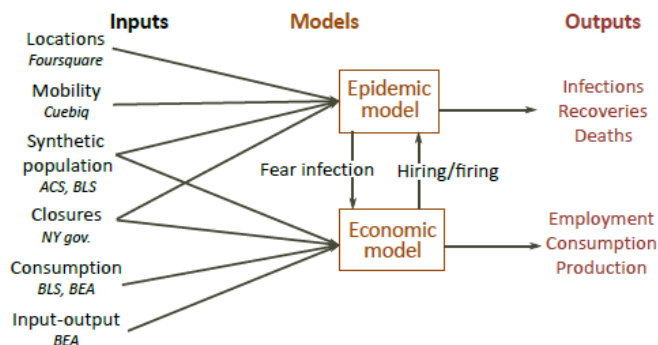 Inputs
Models
Outputs
Locations
Foursquare
Mobility
Cuebiq
Synthetic
population
ACS, BLS
Closures
NY gov.
Consumption
BLS, BEA
Input-output
BEA
Epidemic
model
Fear infection
Hiring/firing
Economic
model
Infections
Recoveries
Deaths
Employment
Consumption
Production